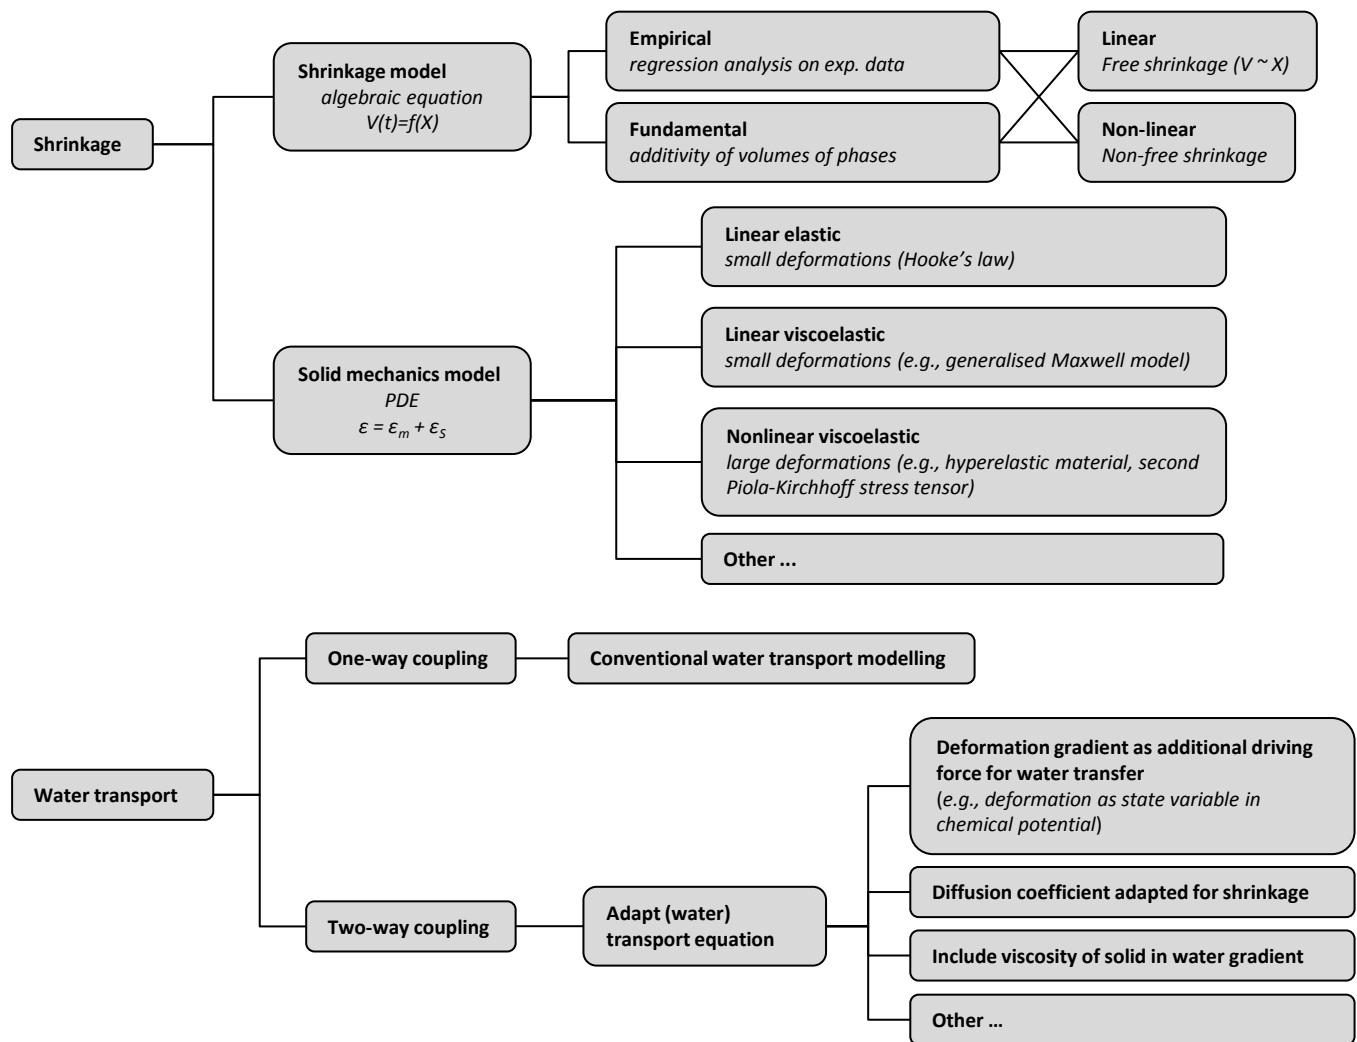 Shrinkage
Shrinkage model
algebraic equation
V(t)=f(X)
Empirical
regression analysis on exp. data
Fundamental
additivity of volumes of phases
Linear
Free shrinkage (V ~ X)
Non-linear
Non-free shrinkage
Solid mechanics model
PDE
ε = εm + εS
Linear elastic
small deformations (Hooke's law)
Linear viscoelastic
small deformations (e.g., generalised Maxwell model)
Nonlinear viscoelastic
large deformations (e.g., hyperelastic material, second
Piola-Kirchhoff stress tensor)
Other ...
Water transport
One-way coupling
Conventional water transport modelling
Two-way coupling
Adapt (water)
transport equation
Deformation gradient as additional driving
force for water transfer
(e.g., deformation as state variable in
chemical potential)
Diffusion coefficient adapted for shrinkage
Include viscosity of solid in water gradient
Other ...